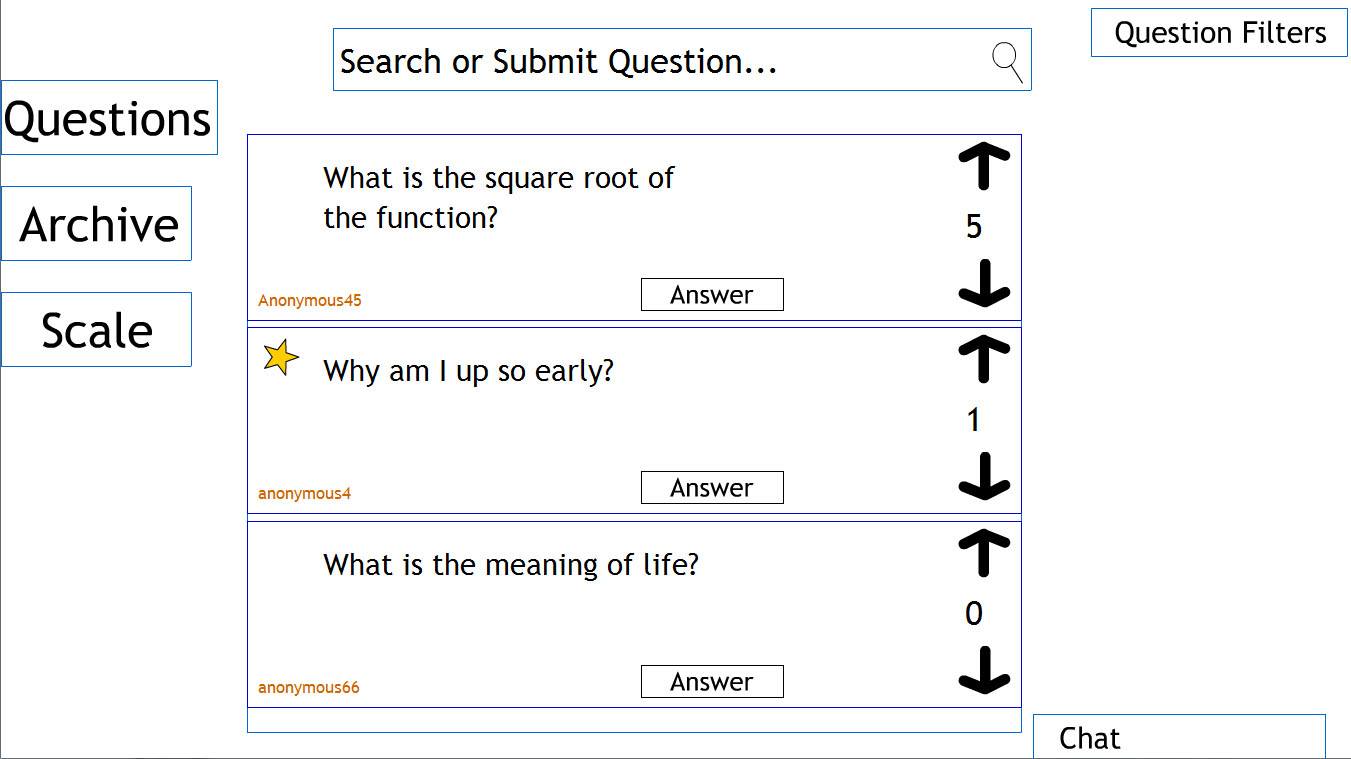 Question Filters
Search or Submit Question...
Questions
Archive
Scale
What is the square root of
the function?
5
Anonymous45
Answer
Why am I up so early?
1
anonymous4
Answer
What is the meaning of life?
0
anonymous66
Answer
Chat